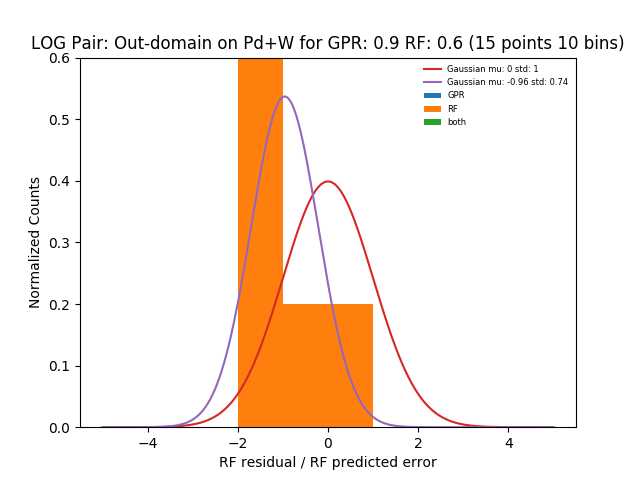 LOG Pair: Out-domain on Pd+W for GPR: 0.9 RF: 0.6 (15 points 10 bins)
Gaussian mu: 0 std: 1
Gaussian mu: -0.96 std: 0.74
GPR
RF
both
Normalized Counts
0.6
0.5
0.4
0.3
0.2
0.1
0.0
−4 −2 0 2 4
RF residual / RF predicted error